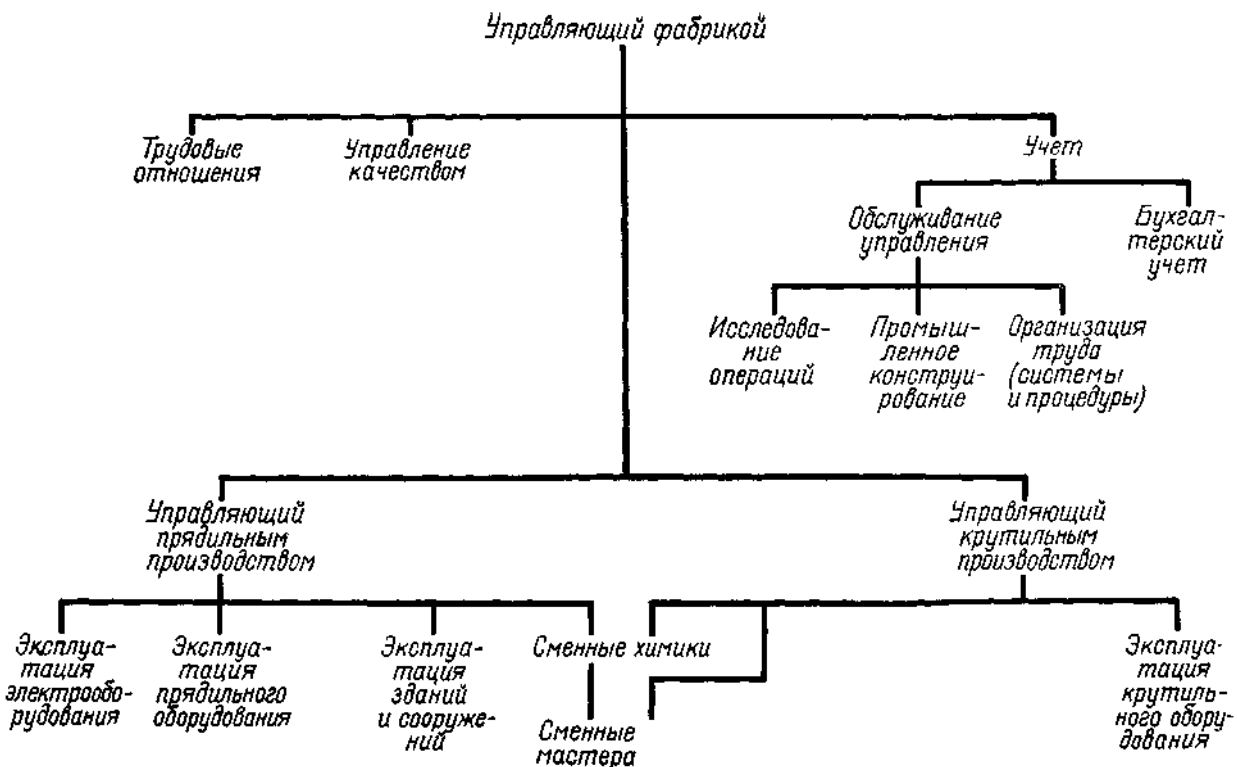 Управляющий фабрикой
Трудовые
отношения
Управление
качеством
Учет
Обслуживание
управления
Бухгал-
терский
учет
Исследова-
ние
операций
Промыш-
ленное
конструи-
рование
Организация
труда
(системы
и процедуры)
Управляющий
прядильным
производством
Управляющий
крутильным
производством
Эксплуа-
тация
электрообо-
рудования
Эксплуа-
тация
прядильного
оборудования
Эксплуа-
тация
зданий
и сооруже-
ний
Сменные химики
Сменные
мастера
Эксплуа-
тация
крутиль-
ного обору-
дования